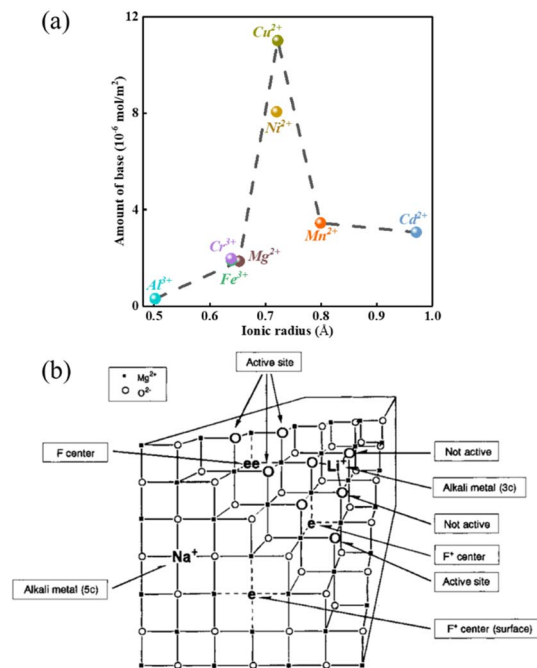 (a)
Amount of base (10⁻⁶ mol/m²)
12
8
4
0
Cu²⁺
Ni²⁺
Cr³⁺
Mg²⁺
Fe³⁺
Al³⁺
Mn²⁺
Cd²⁺
0.5 0.6 0.7 0.8 0.9 1.0
Ionic radius (Å)
(b)
Mg²⁺
O²⁻
Active site
F center
ee
Li⁺
Not active
Alkali metal (3c)
Not active
e
F⁺ center
Active site
Na⁺
Alkali metal (5c)
e
F⁺ center (surface)